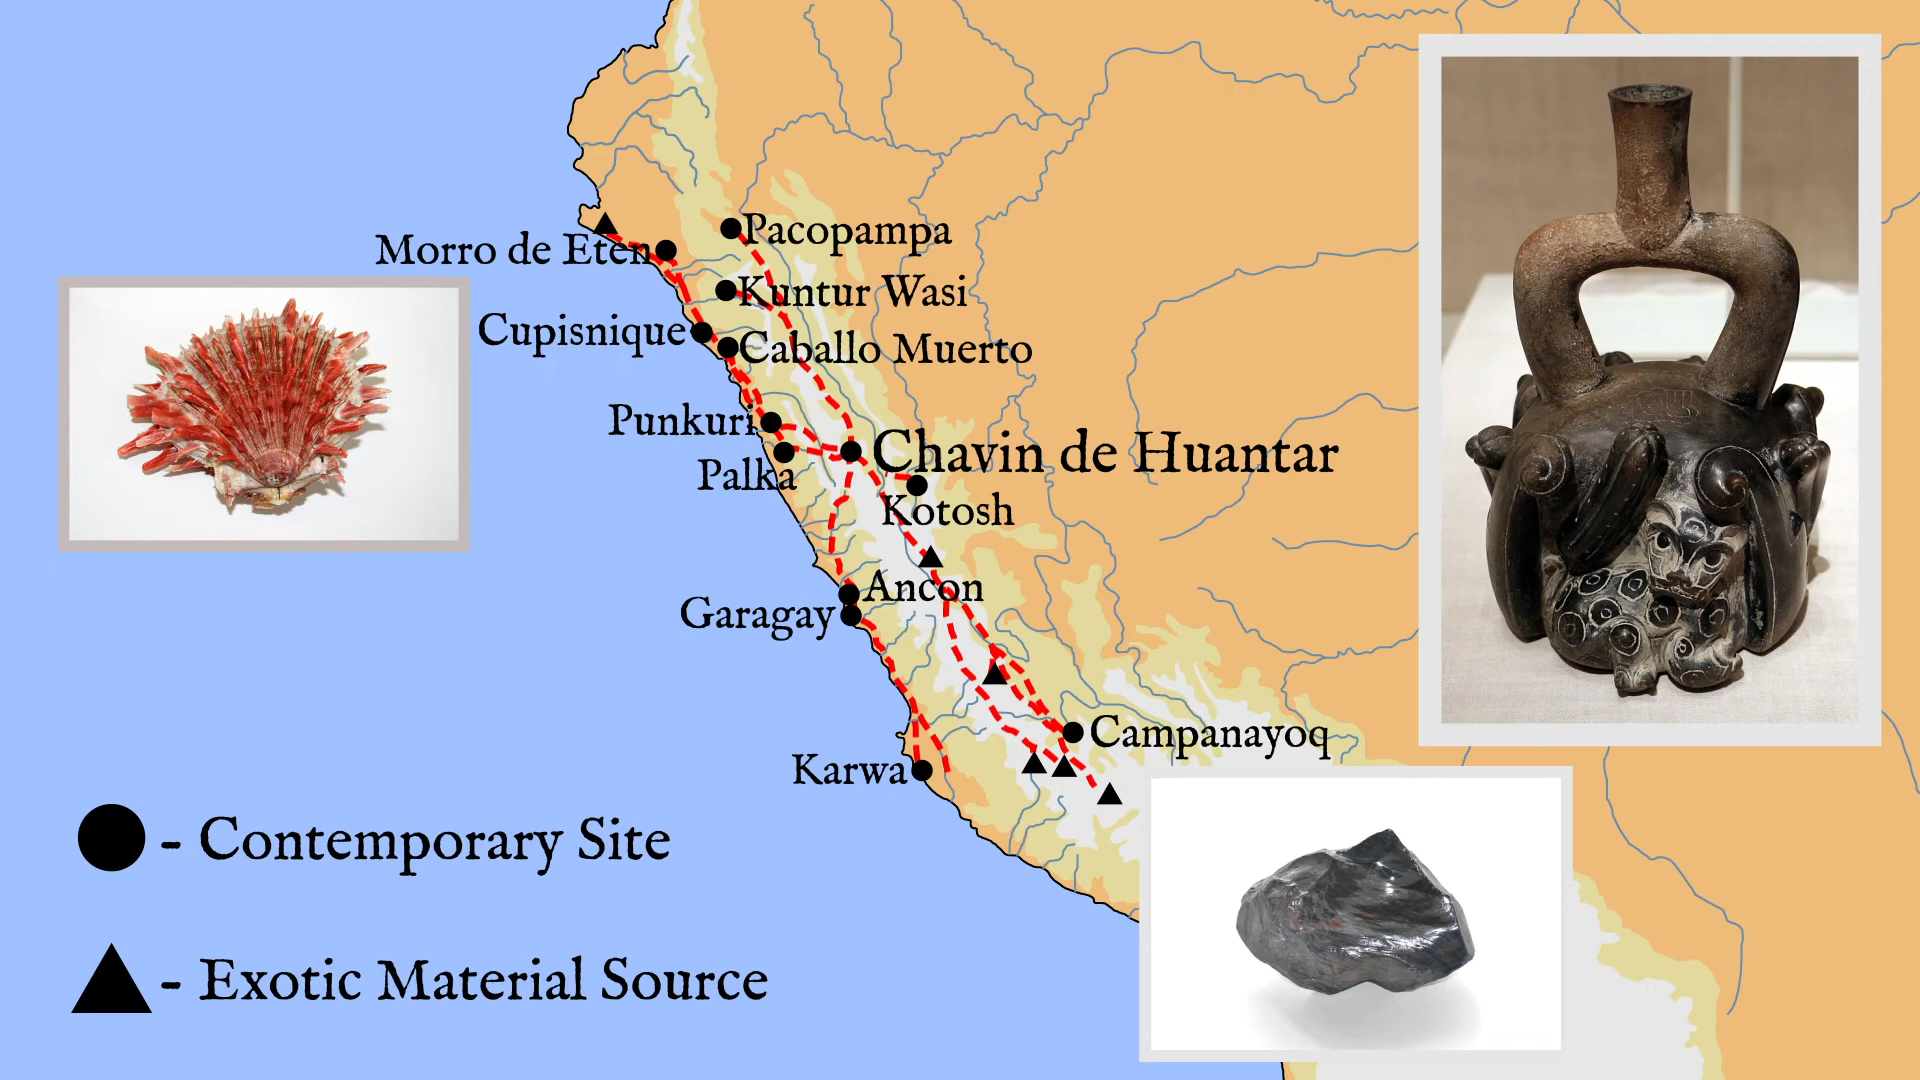 Pacopampa
Morro de Eten
Kuntur Wasi
Cupisnique
Caballo Muerto
Punkuri
Chavin de Huantar
Palka
Kotosh
Ancon
Garagay
Campanayoq
Karwa
- Contemporary Site
- Exotic Material Source